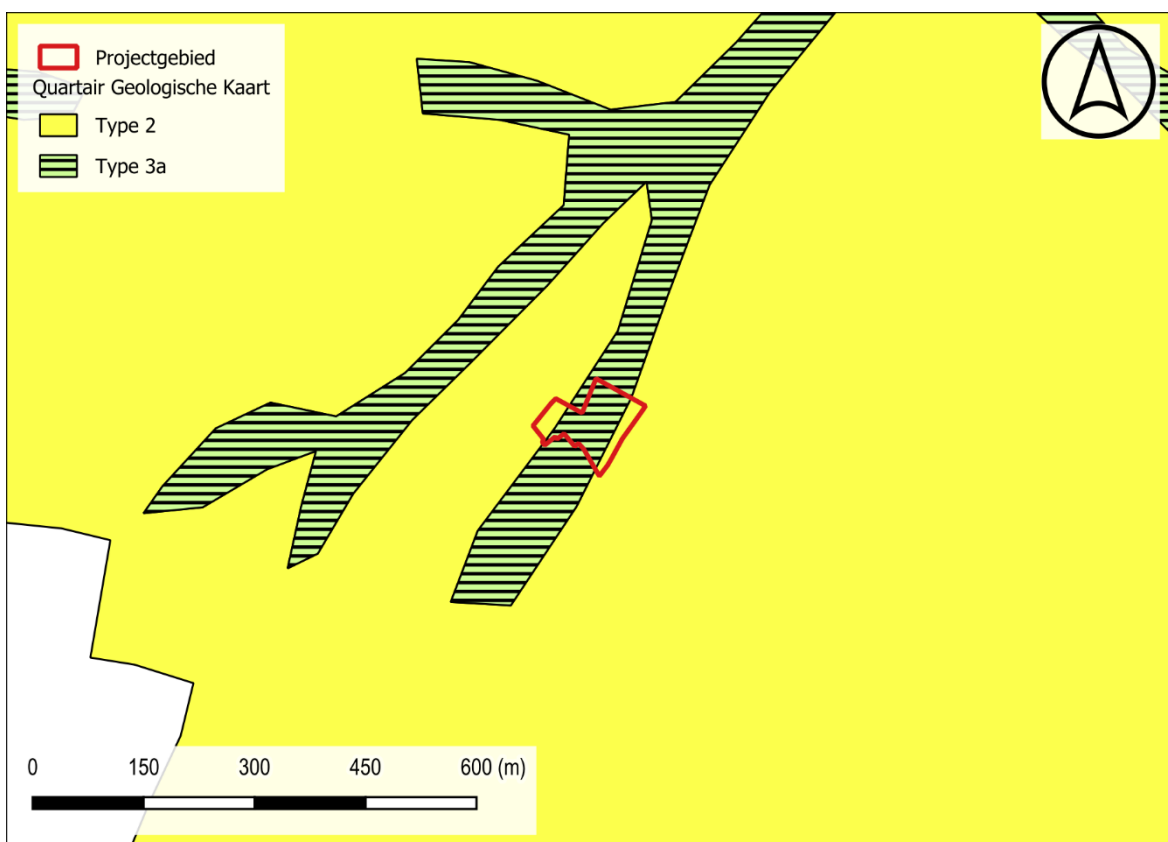 Projectgebied
Quartair Geologische Kaart
Type 2
Type 3a
0 150 300 450 600 (m)